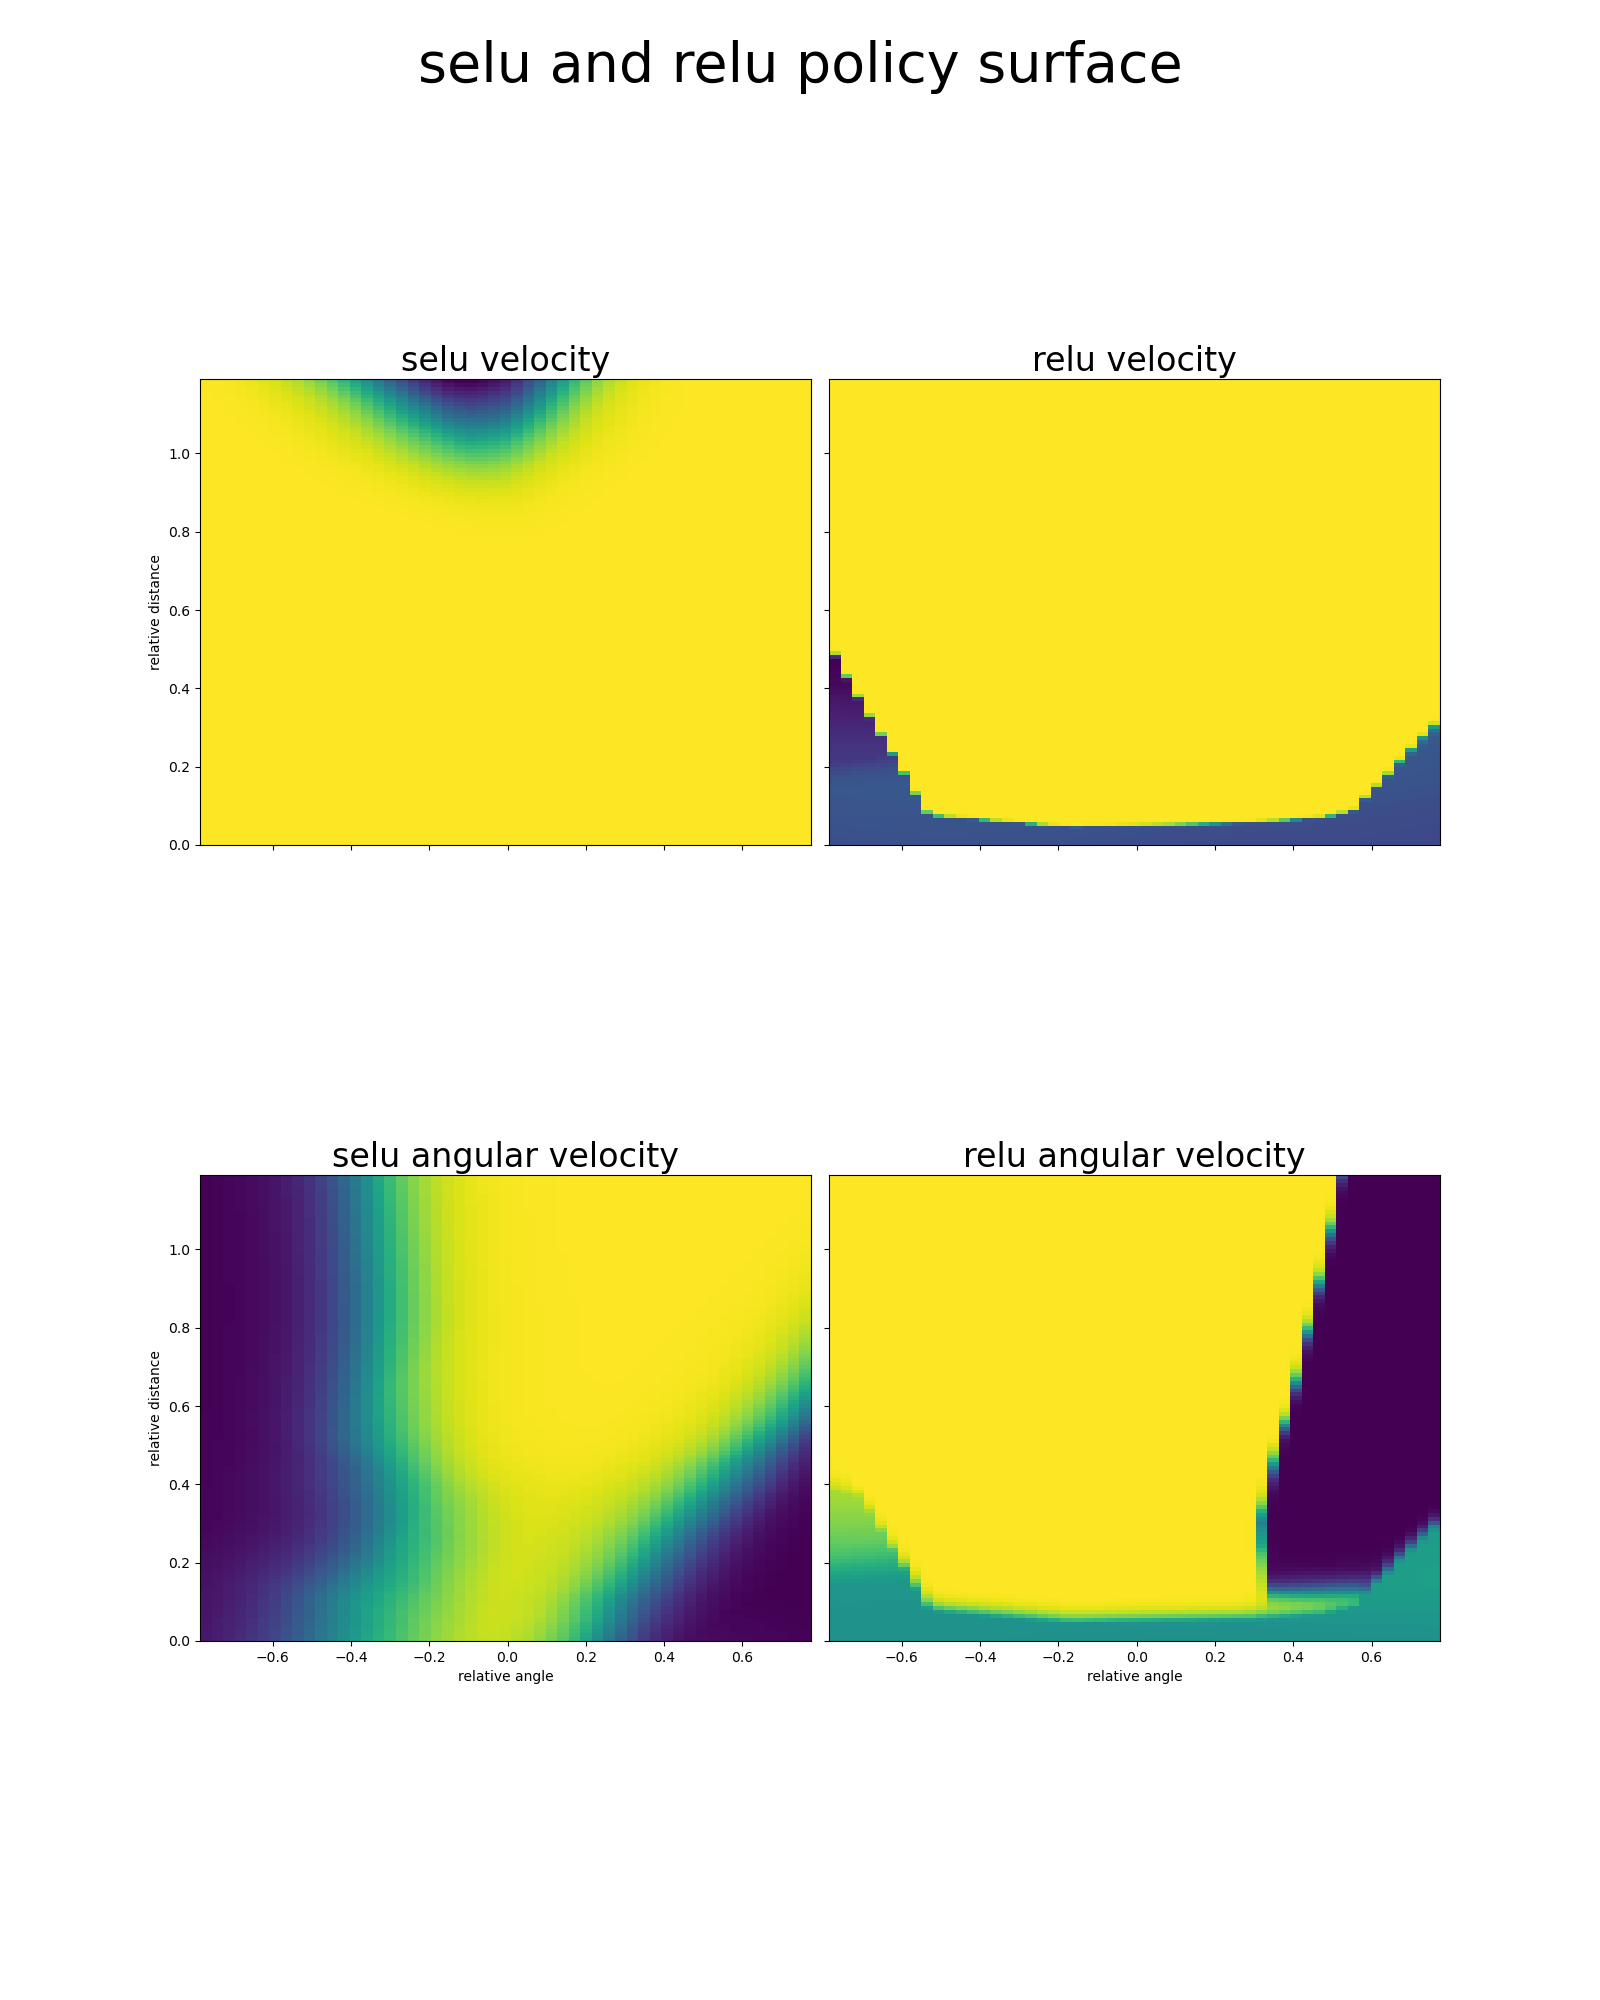 selu and relu policy surface
selu velocity
relu velocity
relative distance
1.0
0.8
0.6
0.4
0.2
0.0
selu angular velocity
relu angular velocity
relative distance
1.0
0.8
0.6
0.4
0.2
0.0
−0.6 −0.4 −0.2 0.0 0.2 0.4 0.6
relative angle
−0.6 −0.4 −0.2 0.0 0.2 0.4 0.6
relative angle